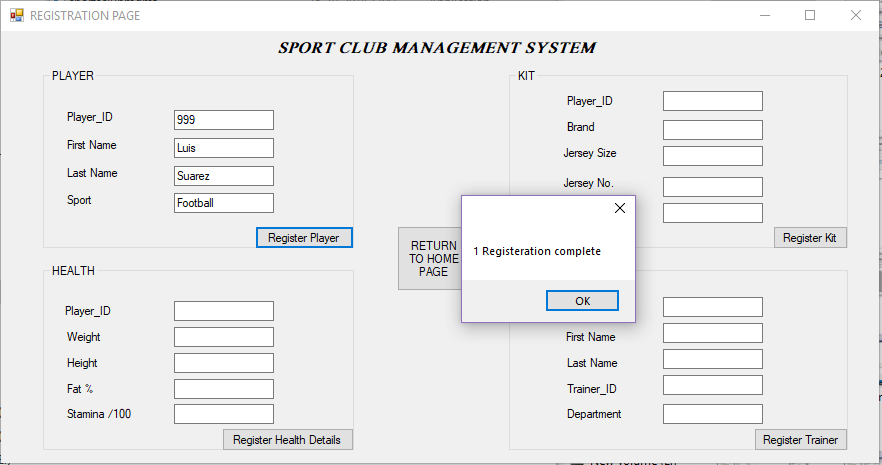 REGISTRATION PAGE
SPORT CLUB MANAGEMENT SYSTEM
PLAYER
Player_ID 999
First Name Luis
Last Name Suarez
Sport Football
Register Player
KIT
Player_ID
Brand
Jersey Size
Jersey No.
Register Kit
RETURN
TO HOME
PAGE
1 Registeration complete
OK
HEALTH
Player_ID
Weight
Height
Fat %
Stamina /100
Register Health Details
First Name
Last Name
Trainer_ID
Department
Register Trainer